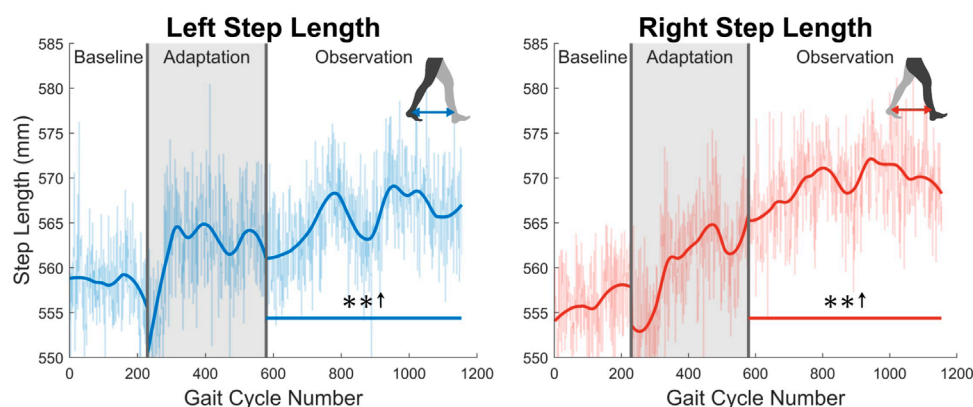 Left Step Length
Baseline Adaptation Observation
Step Length (mm)
585
580
575
570
565
560
555
550
**↑
0 200 400 600 800 1000 1200
Gait Cycle Number
Right Step Length
Baseline Adaptation Observation
585
580
575
570
565
560
555
550
**↑
0 200 400 600 800 1000 1200
Gait Cycle Number